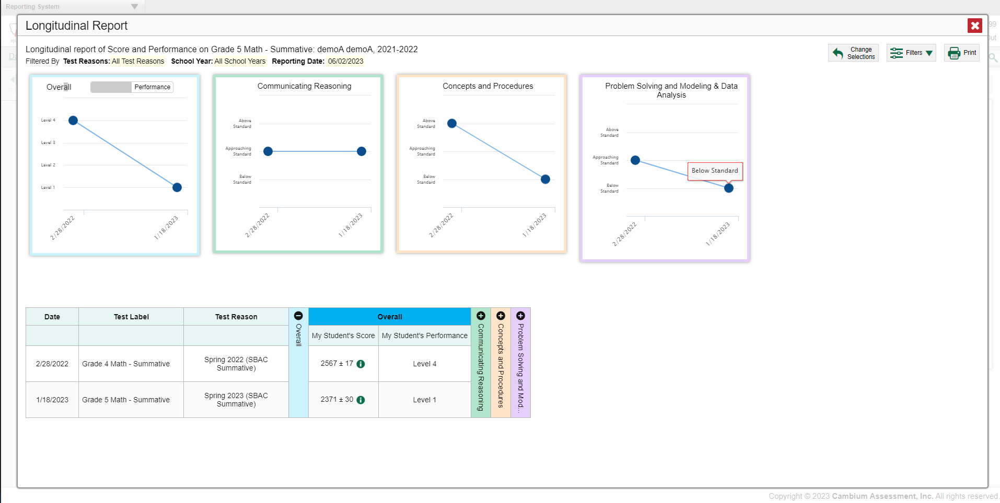 Reporting System
Longitudinal Report
Longitudinal report of Score and Performance on Grade 5 Math - Summative: demoA demoA, 2021-2022
Filtered By Test Reasons: All Test Reasons School Year: All School Years Reporting Date: 06/02/2023
Change
Selections
Filters
Print
99
Out
Overall
Performance
Level 4
Level 3
Level 2
Level 1
2/28/2022
1/18/2023
Communicating Reasoning
Above
Standard
Approaching
Standard
Below
Standard
2/28/2022
1/18/2023
Concepts and Procedures
Above
Standard
Approaching
Standard
Below
Standard
2/28/2022
1/18/2023
Problem Solving and Modeling & Data
Analysis
Above
Standard
Approaching
Standard
Below
Standard
Below Standard
2/28/2022
1/18/2023
Date Test Label Test Reason Overall Overall Communicating Reasoning Concepts and Procedures Problem Solving and Mod...
My Student's Score My Student's Performance
2/28/2022 Grade 4 Math - Summative Spring 2022 (SBAC
Summative) 2567 ± 17 Level 4
1/18/2023 Grade 5 Math - Summative Spring 2023 (SBAC
Summative) 2371 ± 30 Level 1
Copyright © 2023 Cambium Assessment, Inc. All rights reserved.